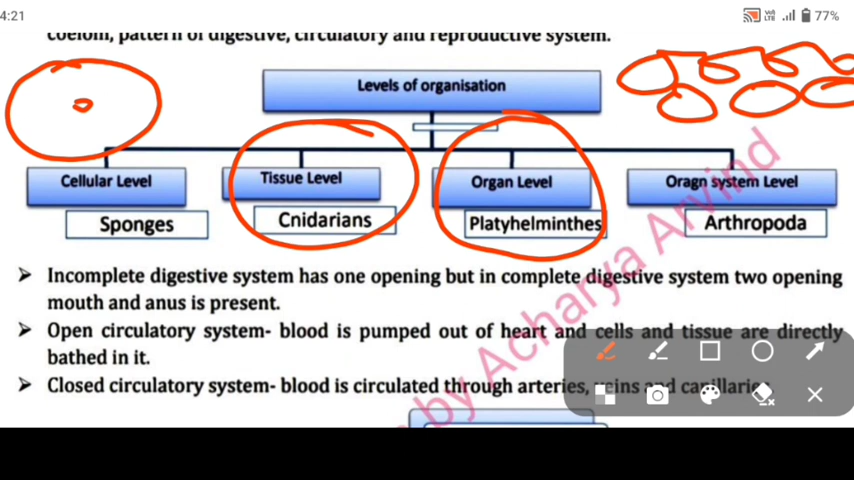 4:21
77%
coelom, pattern of digestive, circulatory and reproductive system.
Levels of organisation
Cellular Level
Tissue Level
Organ Level
Oragn system Level
Sponges
Cnidarians
Platyhelminthes
Arthropoda
Incomplete digestive system has one opening but in complete digestive system two opening
mouth and anus is present.
Open circulatory system- blood is pumped out of heart and cells and tissue are directly
bathed in it.
Closed circulatory system- blood is circulated through arteries, veins and capillaries.
by Acharya Arvind